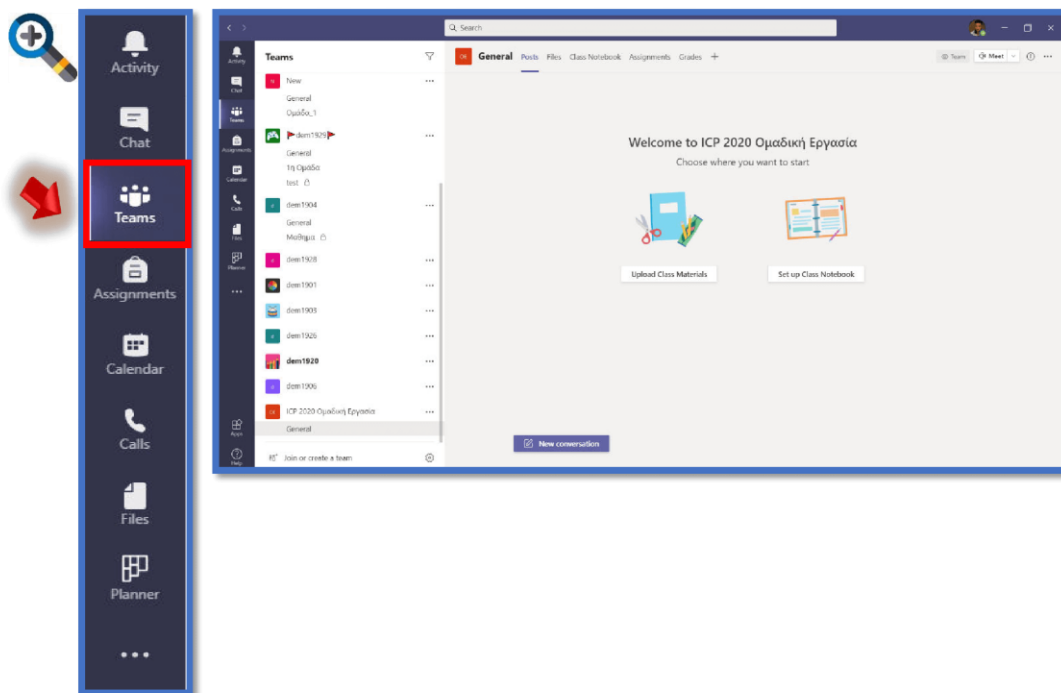 Activity
Chat
Teams
Assignments
Calendar
Calls
Files
Planner
Search
Activity
Chat
Teams
Assignments
Calendar
Calls
Files
Planner
Apps
Help
Teams
New
General
Ομάδα_1
dem1929
General
1η Ομάδα
test
dem1904
General
Μάθημα
dem1928
dem1901
dem1909
dem1926
dem1920
dem1906
ICP 2020 Ομαδική Εργασία
General
Join or create a team
General Posts Files Class Notebook Assignments Grades +
Team Meet
Welcome to ICP 2020 Ομαδική Εργασία
Choose where you want to start
Upload Class Materials
Set up Class Notebook
New conversation